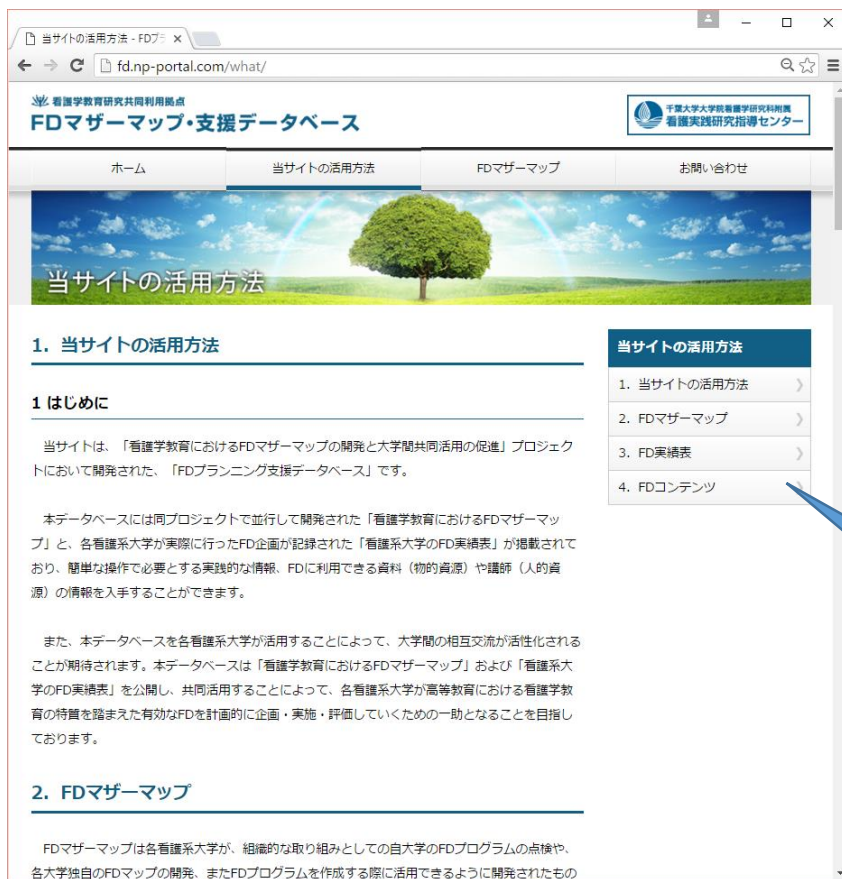 当サイトの活用方法 - FDプラ
fd.np-portal.com/what/
看護学教育研究共同利用拠点
FDマザーマップ・支援データベース
千葉大学大学院看護学研究科附属
看護実践研究指導センター
ホーム
当サイトの活用方法
FDマザーマップ
お問い合わせ
当サイトの活用方法
1. 当サイトの活用方法
1 はじめに
当サイトは、「看護学教育におけるFDマザーマップの開発と大学間共同活用の促進」プロジェク
トにおいて開発された、「FDプランニング支援データベース」です。
本データベースには同プロジェクトで並行して開発された「看護学教育におけるFDマザーマッ
プ」と、各看護系大学が実際に行ったFD企画が記録された「看護系大学のFD実績表」が掲載されて
おり、簡単な操作で必要とする実践的な情報、FDに利用できる資料（物的資源）や講師（人的資
源）の情報を入手することができます。
また、本データベースを各看護系大学が活用することによって、大学間の相互交流が活性化される
ことが期待されます。本データベースは「看護学教育におけるFDマザーマップ」および「看護系大
学のFD実績表」を公開し、共同活用することによって、各看護系大学が高等教育における看護学教
育の特質を踏まえた有効なFDを計画的に企画・実施・評価していくための一助となることを目指し
ております。
2. FDマザーマップ
FDマザーマップは各看護系大学が、組織的な取り組みとしての自大学のFDプログラムの点検や、
各大学独自のFDマップの開発、またFDプログラムを作成する際に活用できるように開発されたもの
当サイトの活用方法
1. 当サイトの活用方法
2. FDマザーマップ
3. FD実績表
4. FDコンテンツ